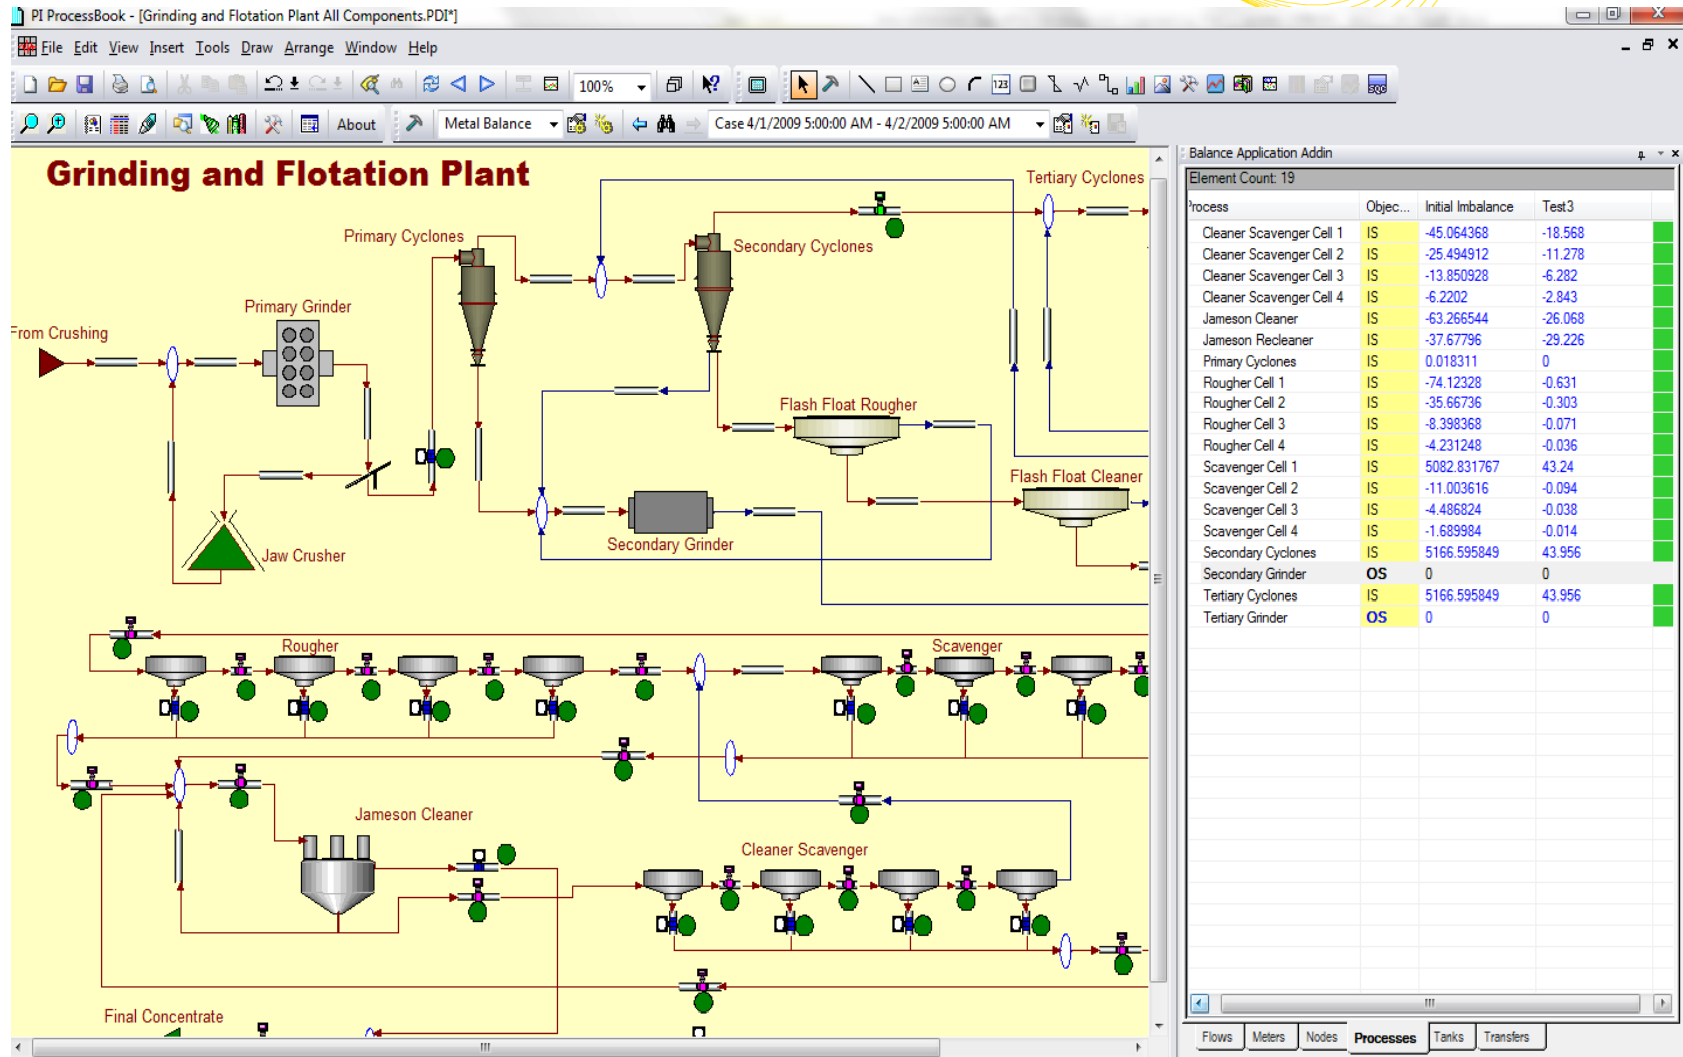 PI ProcessBook - [Grinding and Flotation Plant All Components.PDI*]
File Edit View Insert Tools Draw Arrange Window Help
100%
123
SQC
About
Metal Balance
Case 4/1/2009 5:00:00 AM - 4/2/2009 5:00:00 AM
Grinding and Flotation Plant
Tertiary Cyclones
Primary Cyclones
Secondary Cyclones
Primary Grinder
From Crushing
Flash Float Rougher
Flash Float Cleaner
Secondary Grinder
Jaw Crusher
Rougher
Scavenger
Jameson Cleaner
Cleaner Scavenger
Final Concentrate
Balance Application Addin
Element Count: 19
Process Objec... Initial Imbalance Test3
Cleaner Scavenger Cell 1 IS -45.064368 -18.568
Cleaner Scavenger Cell 2 IS -25.494912 -11.278
Cleaner Scavenger Cell 3 IS -13.850928 -6.282
Cleaner Scavenger Cell 4 IS -6.2202 -2.843
Jameson Cleaner IS -63.266544 -26.068
Jameson Recleaner IS -37.67796 -29.226
Primary Cyclones IS 0.018311 0
Rougher Cell 1 IS -74.12328 -0.631
Rougher Cell 2 IS -35.66736 -0.303
Rougher Cell 3 IS -8.398368 -0.071
Rougher Cell 4 IS -4.231248 -0.036
Scavenger Cell 1 IS 5082.831767 43.24
Scavenger Cell 2 IS -11.003616 -0.094
Scavenger Cell 3 IS -4.486824 -0.038
Scavenger Cell 4 IS -1.689984 -0.014
Secondary Cyclones IS 5166.595849 43.956
Secondary Grinder OS 0 0
Tertiary Cyclones IS 5166.595849 43.956
Tertiary Grinder OS 0 0
Flows Meters Nodes Processes Tanks Transfers